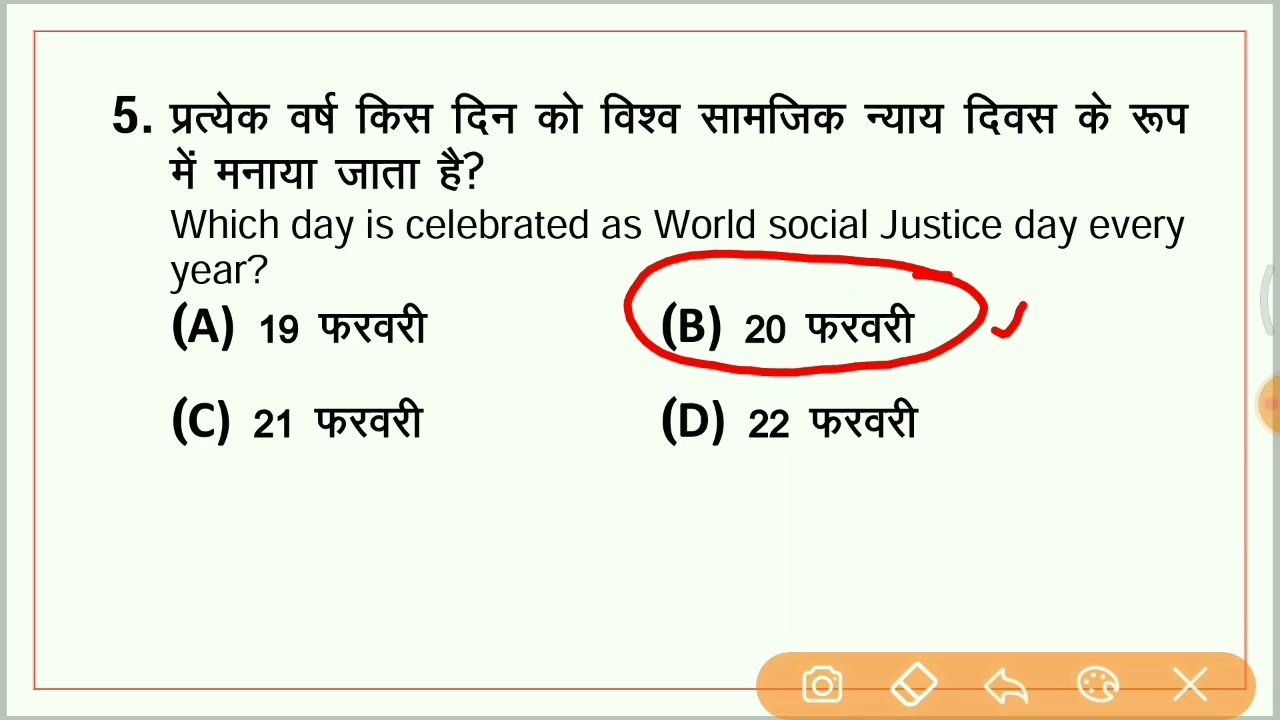 5. प्रत्येक वर्ष किस दिन को विश्व सामजिक न्याय दिवस के रूप
में मनाया जाता है?
Which day is celebrated as World social Justice day every
year?
(A) 19 फरवरी (B) 20 फरवरी
(C) 21 फरवरी (D) 22 फरवरी